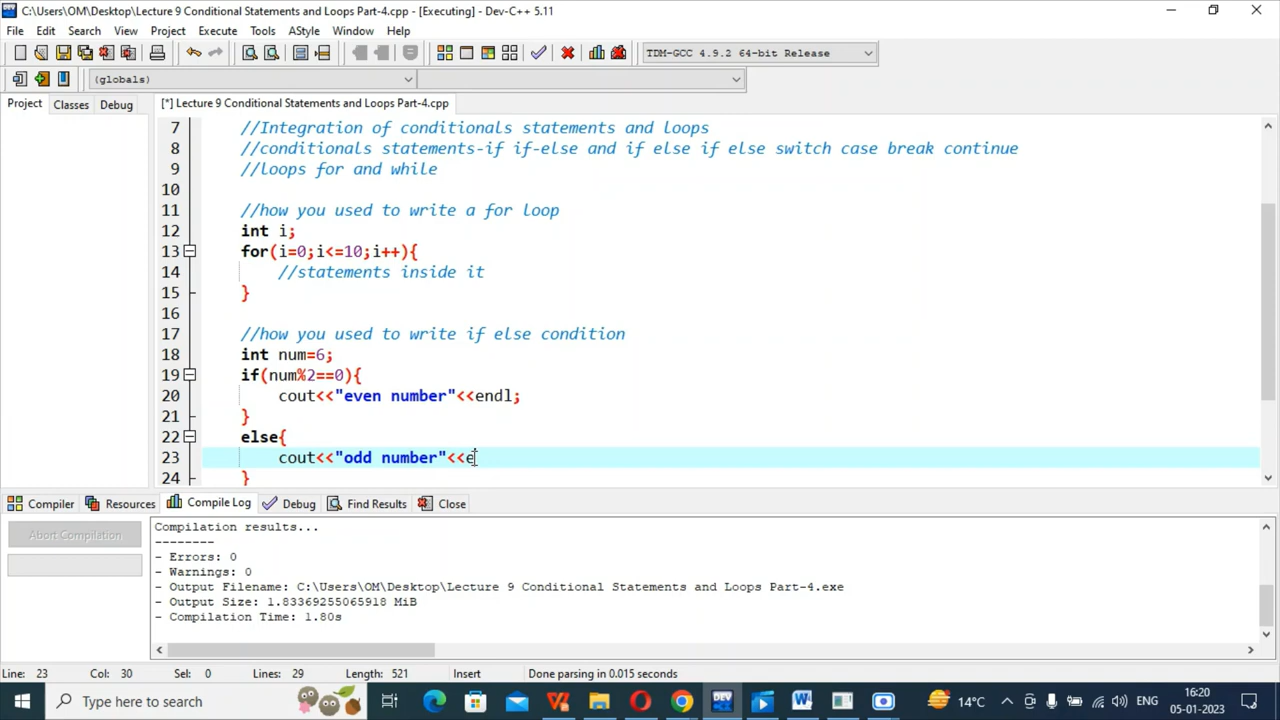 C:\Users\OM\Desktop\Lecture 9 Conditional Statements and Loops Part-4.cpp - [Executing] - Dev-C++ 5.11
File Edit Search View Project Execute Tools AStyle Window Help
TDM-GCC 4.9.2 64-bit Release
(globals)
Project Classes Debug [*] Lecture 9 Conditional Statements and Loops Part-4.cpp
7 //Integration of conditionals statements and loops
8 //conditionals statements-if if-else and if else if else switch case break continue
9 //loops for and while
10
11 //how you used to write a for loop
12 int i;
13 for(i=0;i<=10;i++){
14 //statements inside it
15 }
16
17 //how you used to write if else condition
18 int num=6;
19 if(num%2==0){
20 cout<<"even number"<<endl;
21 }
22 else{
23 cout<<"odd number"<<e
24 }
Compiler Resources Compile Log Debug Find Results Close
Abort Compilation
Compilation results...
--------
- Errors: 0
- Warnings: 0
- Output Filename: C:\Users\OM\Desktop\Lecture 9 Conditional Statements and Loops Part-4.exe
- Output Size: 1.83369255065918 MiB
- Compilation Time: 1.80s
Line: 23 Col: 30 Sel: 0 Lines: 29 Length: 521 Insert Done parsing in 0.015 seconds
Type here to search
DEV
14°C
ENG
16:20
05-01-2023